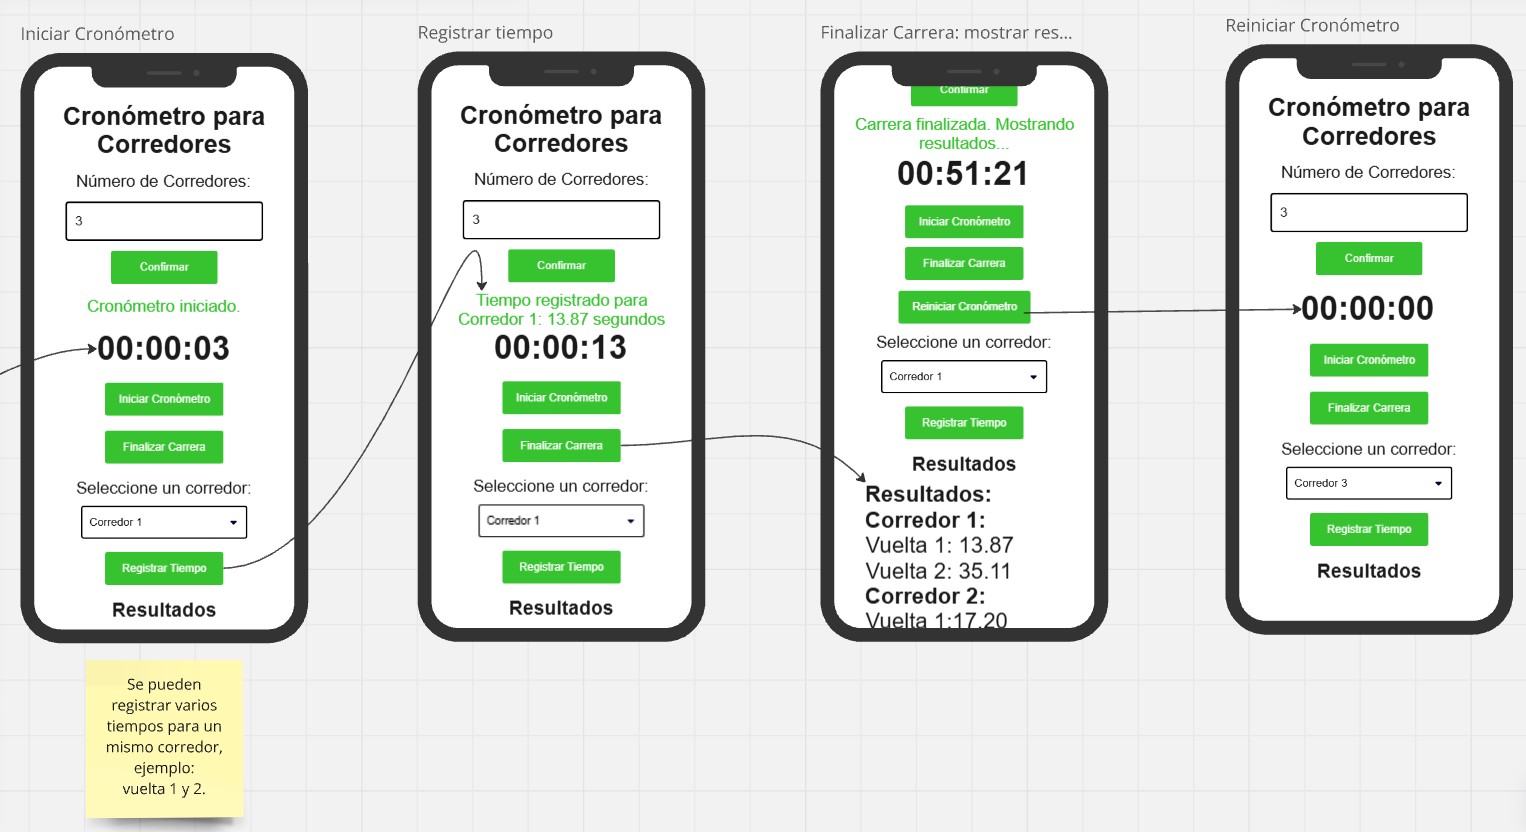 Iniciar Cronómetro
Cronómetro para
Corredores
Número de Corredores:
3
Confirmar
Cronómetro iniciado.
00:00:03
Iniciar Cronómetro
Finalizar Carrera
Seleccione un corredor:
Corredor 1
Registrar Tiempo
Resultados
Se pueden
registrar varios
tiempos para un
mismo corredor,
ejemplo:
vuelta 1 y 2.
Registrar tiempo
Cronómetro para
Corredores
Número de Corredores:
3
Confirmar
Tiempo registrado para
Corredor 1: 13.87 segundos
00:00:13
Iniciar Cronómetro
Finalizar Carrera
Seleccione un corredor:
Corredor 1
Registrar Tiempo
Resultados
Finalizar Carrera: mostrar res...
Confirmar
Carrera finalizada. Mostrando
resultados...
00:51:21
Iniciar Cronómetro
Finalizar Carrera
Reiniciar Cronómetro
Seleccione un corredor:
Corredor 1
Registrar Tiempo
Resultados
Resultados:
Corredor 1:
Vuelta 1: 13.87
Vuelta 2: 35.11
Corredor 2:
Vuelta 1:17.20
Reiniciar Cronómetro
Cronómetro para
Corredores
Número de Corredores:
3
Confirmar
00:00:00
Iniciar Cronómetro
Finalizar Carrera
Seleccione un corredor:
Corredor 3
Registrar Tiempo
Resultados